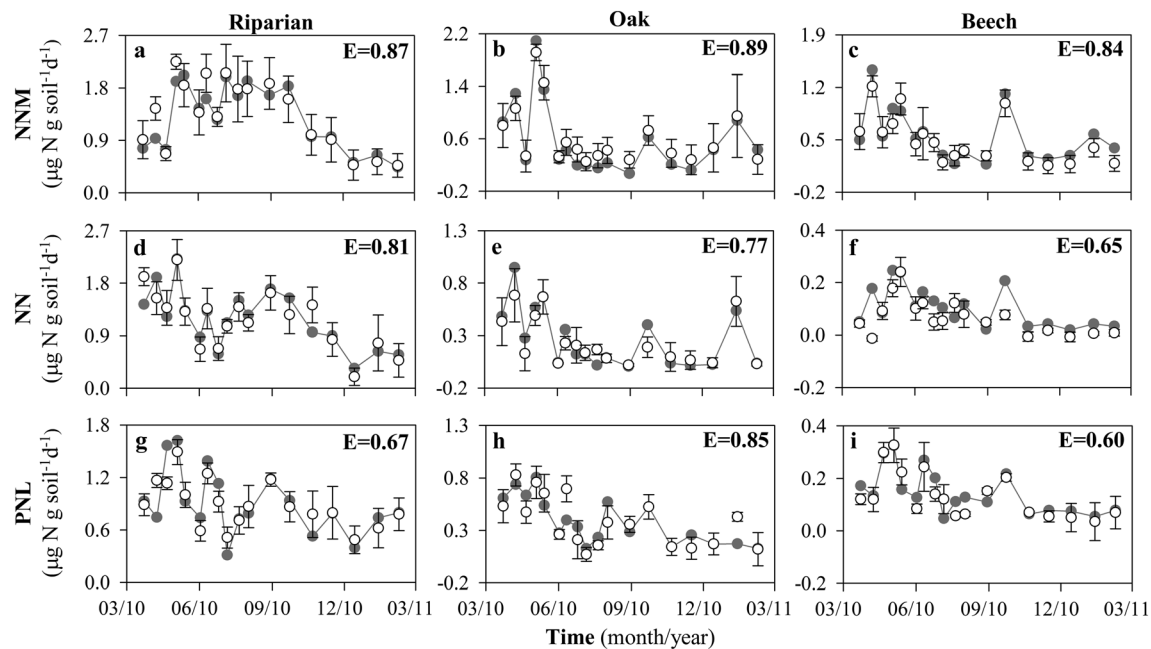 Riparian Oak Beech
NNM
(µg N g soil⁻¹d⁻¹)
2.7
1.8
0.9
0.0
a
E=0.87
2.2
1.4
0.6
-0.2
b
E=0.89
1.9
1.2
0.5
-0.2
c
E=0.84
NN
(µg N g soil⁻¹d⁻¹)
2.7
1.8
0.9
0.0
d
E=0.81
1.3
0.8
0.3
-0.2
e
E=0.77
0.4
0.2
0.0
-0.2
f
E=0.65
PNL
(µg N g soil⁻¹d⁻¹)
1.8
1.2
0.6
0.0
g
E=0.67
1.3
0.8
0.3
-0.2
h
E=0.85
0.4
0.2
0.0
-0.2
i
E=0.60
03/10 06/10 09/10 12/10 03/11
03/10 06/10 09/10 12/10 03/11
03/10 06/10 09/10 12/10 03/11
Time (month/year)